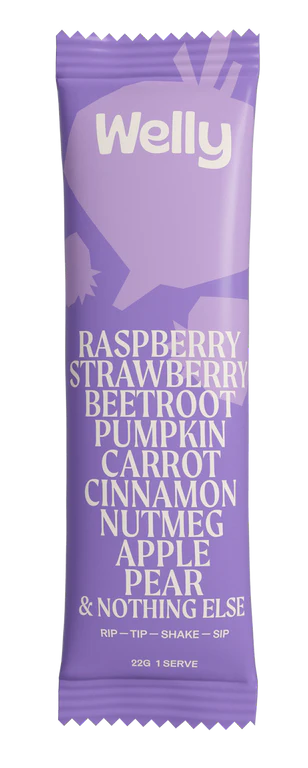 Welly
RASPBERRY
STRAWBERRY
BEETROOT
PUMPKIN
CARROT
CINNAMON
NUTMEG
APPLE
PEAR
& NOTHING ELSE
RIP — TIP — SHAKE — SIP
22G 1 SERVE